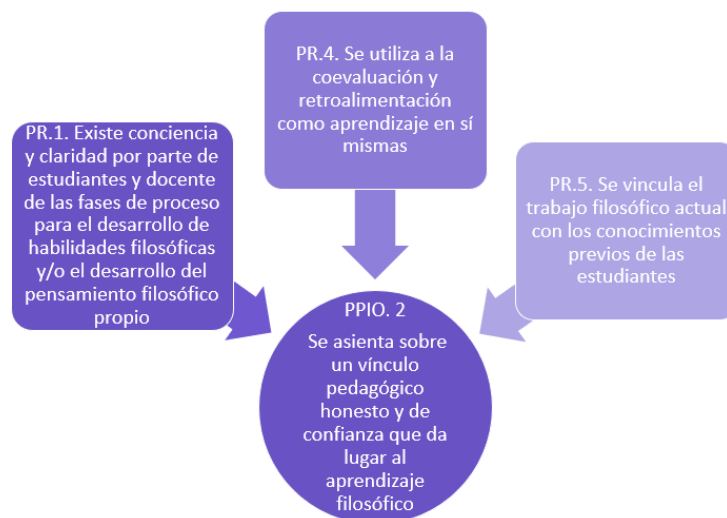 PR.1. Existe conciencia
y claridad por parte de
estudiantes y docente
de las fases de proceso
para el desarrollo de
habilidades filosóficas
y/o el desarrollo del
pensamiento filosófico
propio
PR.4. Se utiliza a la
coevaluación y
retroalimentación
como aprendizaje en sí
mismas
PR.5. Se vincula el
trabajo filosófico actual
con los conocimientos
previos de las
estudiantes
PPIO. 2
Se asienta sobre
un vínculo
pedagógico
honesto y de
confianza que da
lugar al
aprendizaje
filosófico